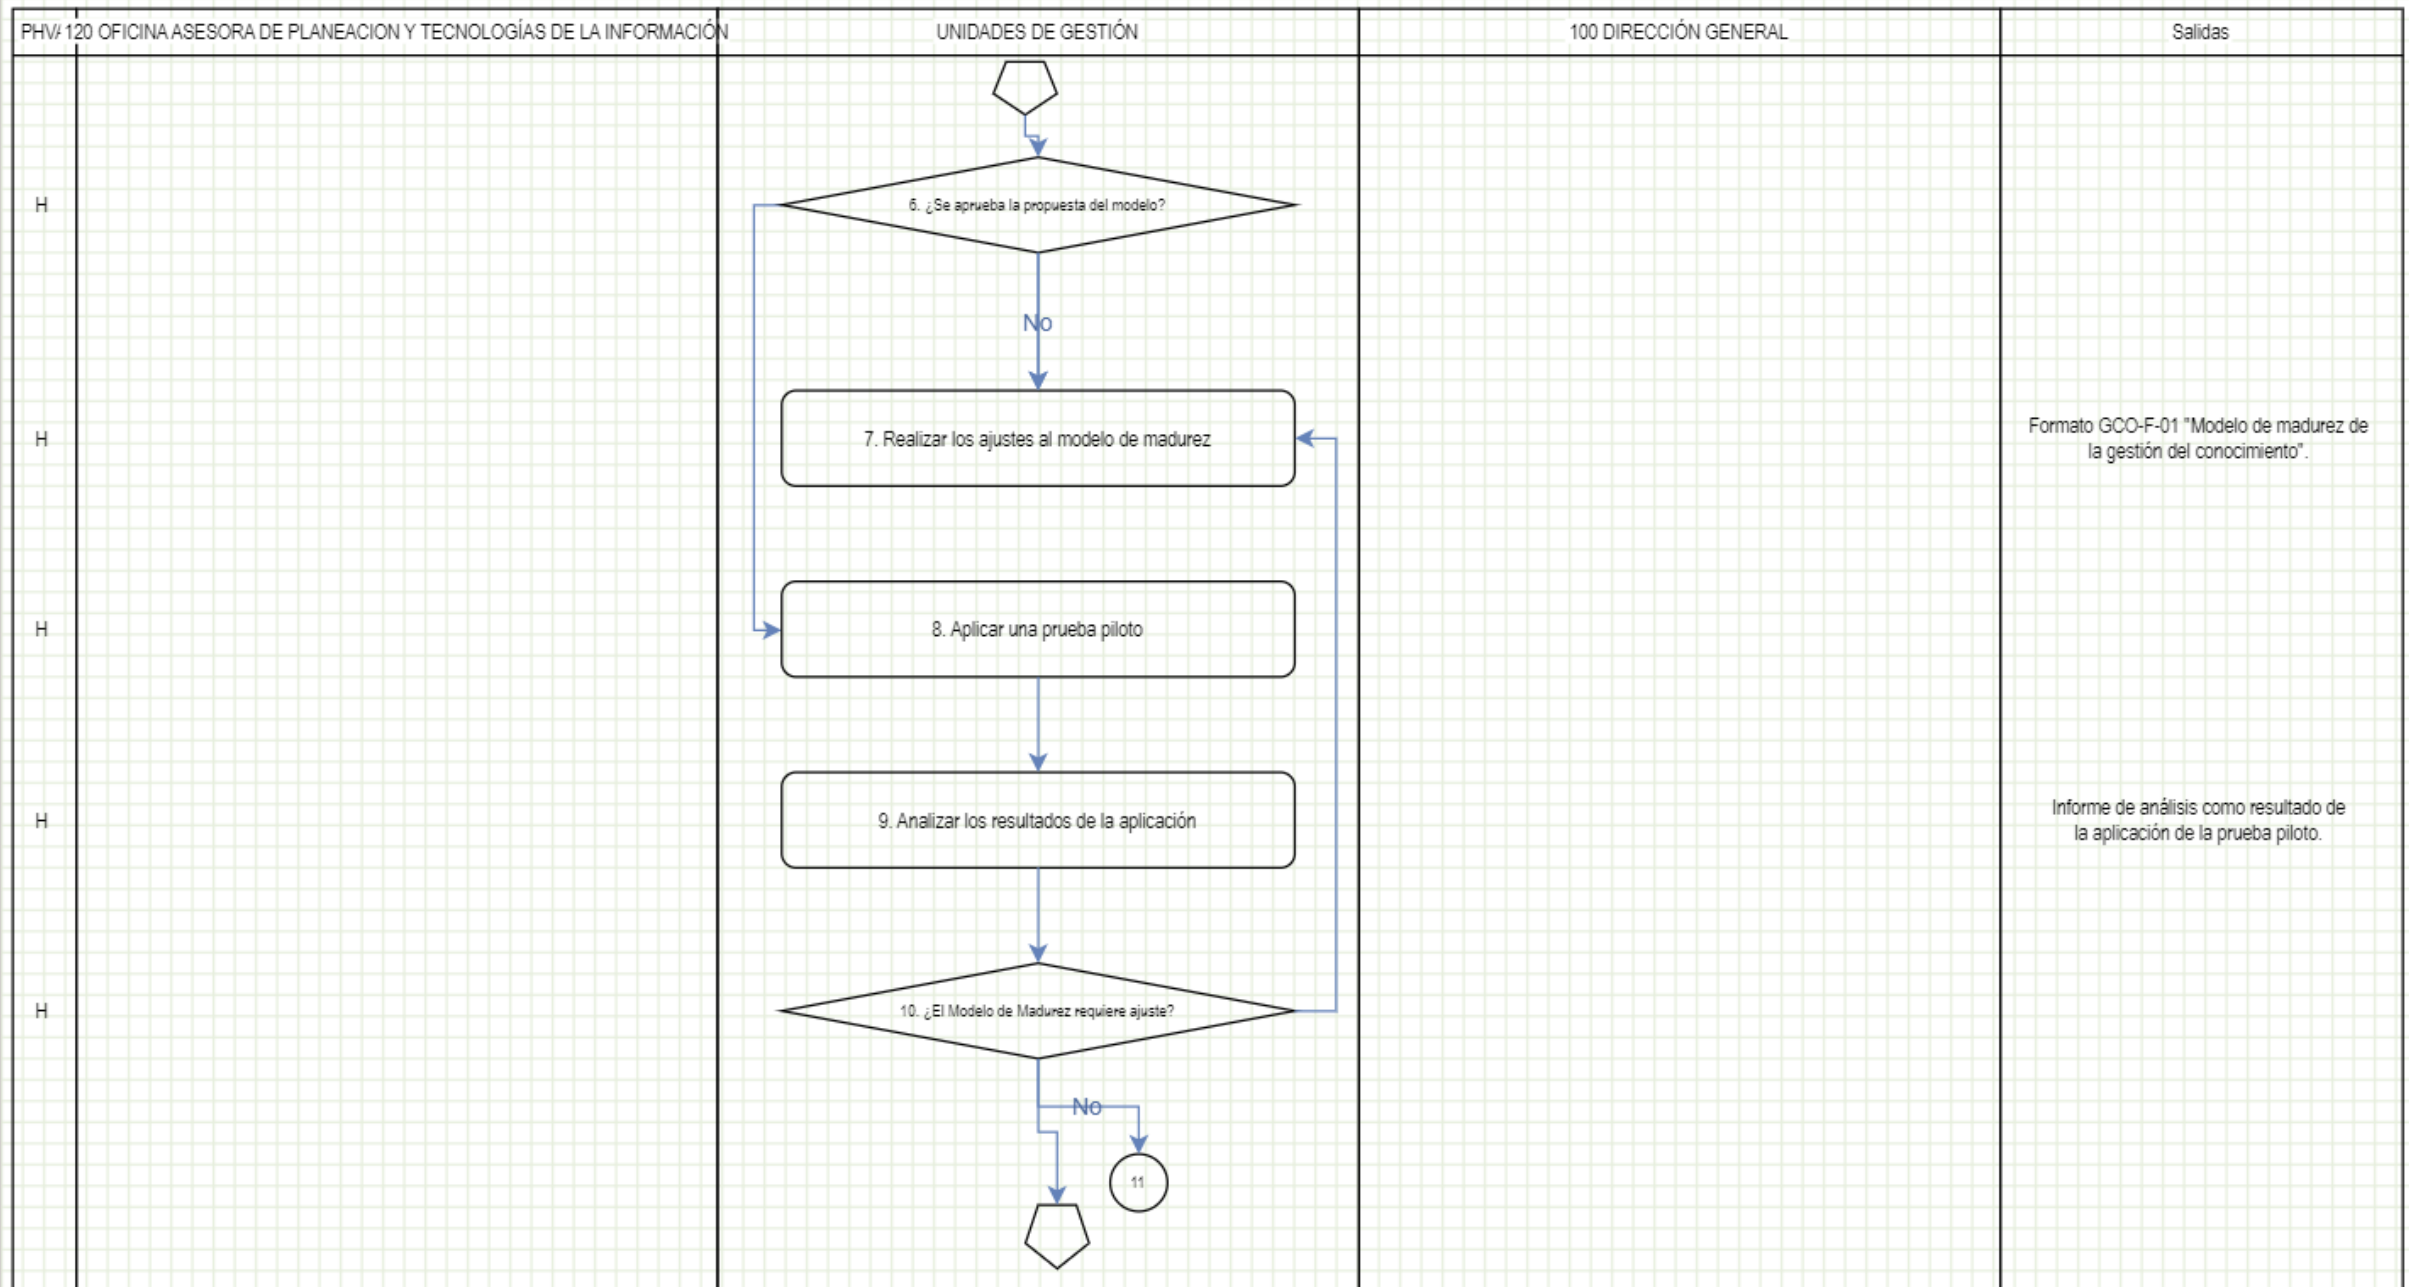 PHVA 120 OFICINA ASESORA DE PLANEACION Y TECNOLOGÍAS DE LA INFORMACIÓN
UNIDADES DE GESTIÓN
100 DIRECCIÓN GENERAL
Salidas
H
6. ¿Se aprueba la propuesta del modelo?
No
H
7. Realizar los ajustes al modelo de madurez
Formato GCO-F-01 "Modelo de madurez de
la gestión del conocimiento".
H
8. Aplicar una prueba piloto
H
9. Analizar los resultados de la aplicación
Informe de análisis como resultado de
la aplicación de la prueba piloto.
H
10. ¿El Modelo de Madurez requiere ajuste?
No
11